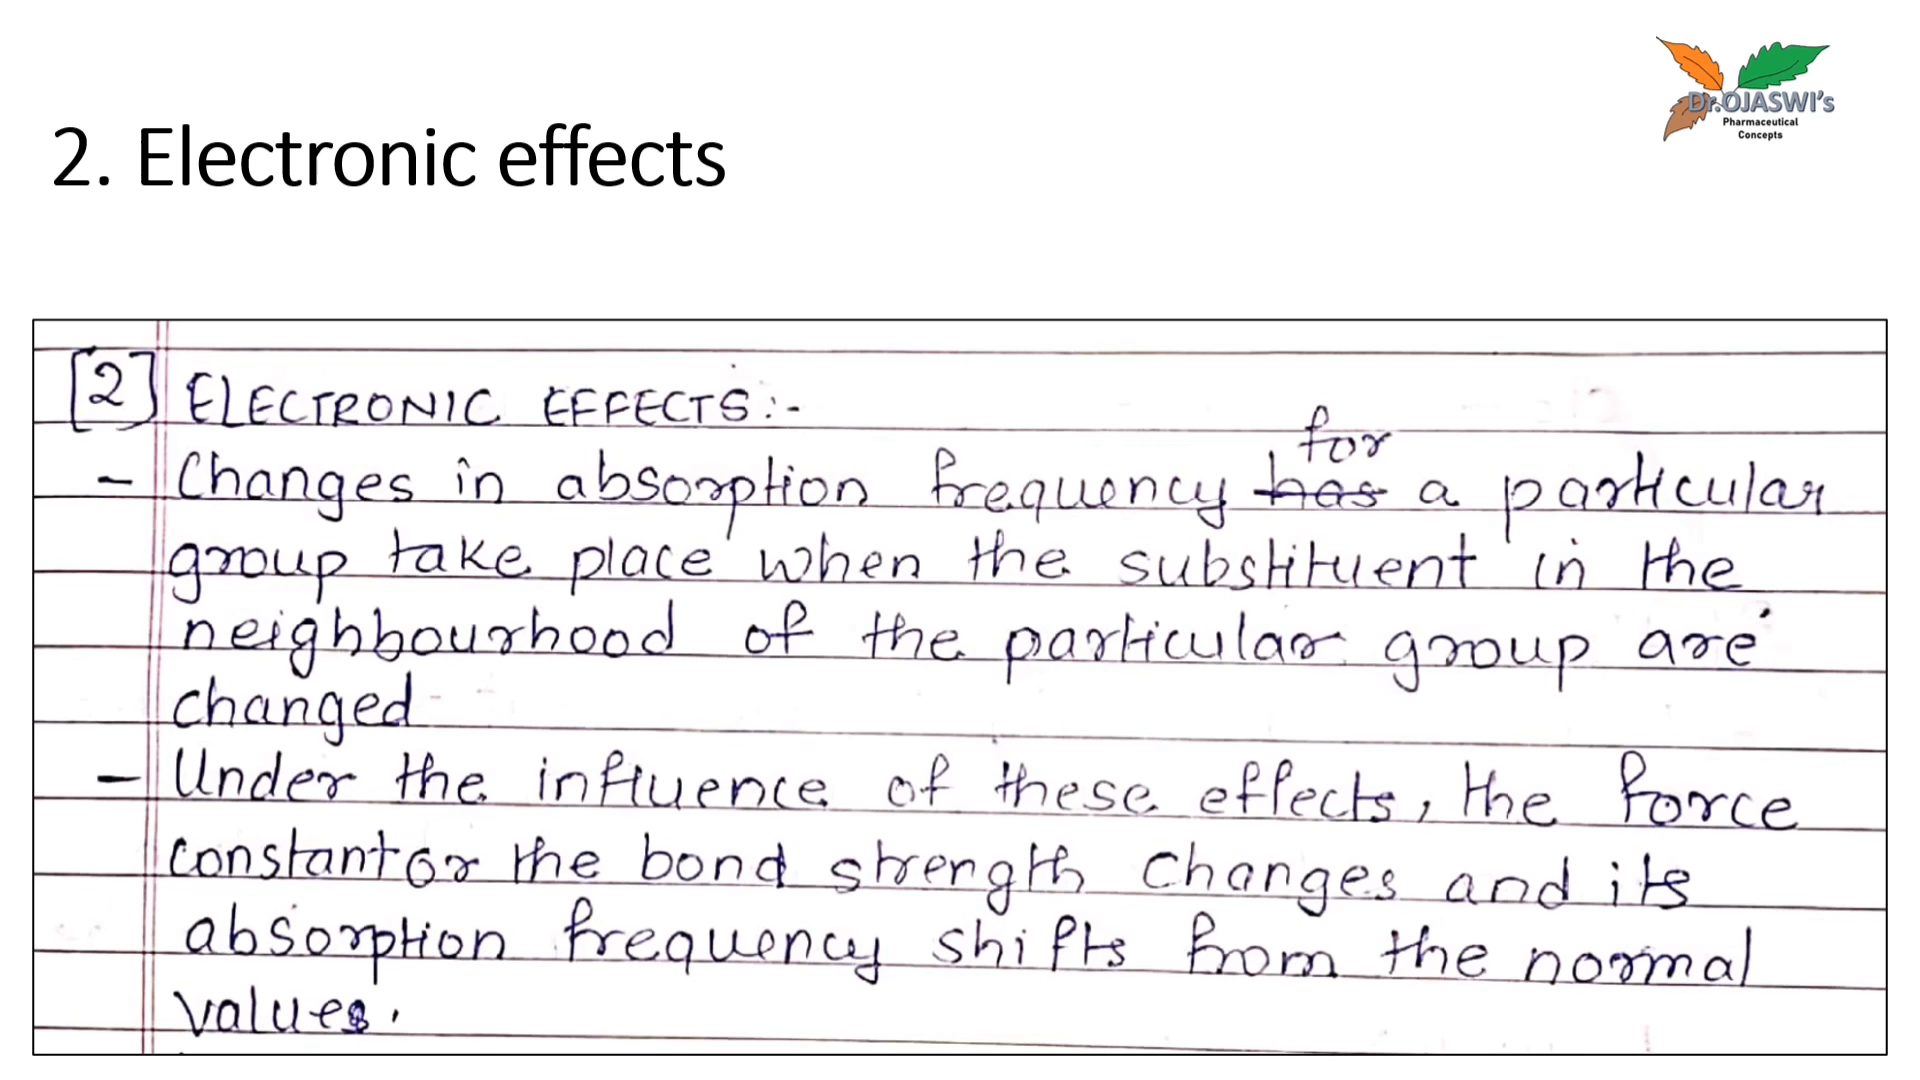 Dr.OJASWI's
Pharmaceutical
Concepts
2. Electronic effects
[2] ELECTRONIC EFFECTS:-
for
- Changes in absorption frequency has a particular
group take place when the substituent in the
neighbourhood of the particular group are
changed
- Under the influence of these effects, the force
constant or the bond strength changes and its
absorption frequency shifts from the normal
values.